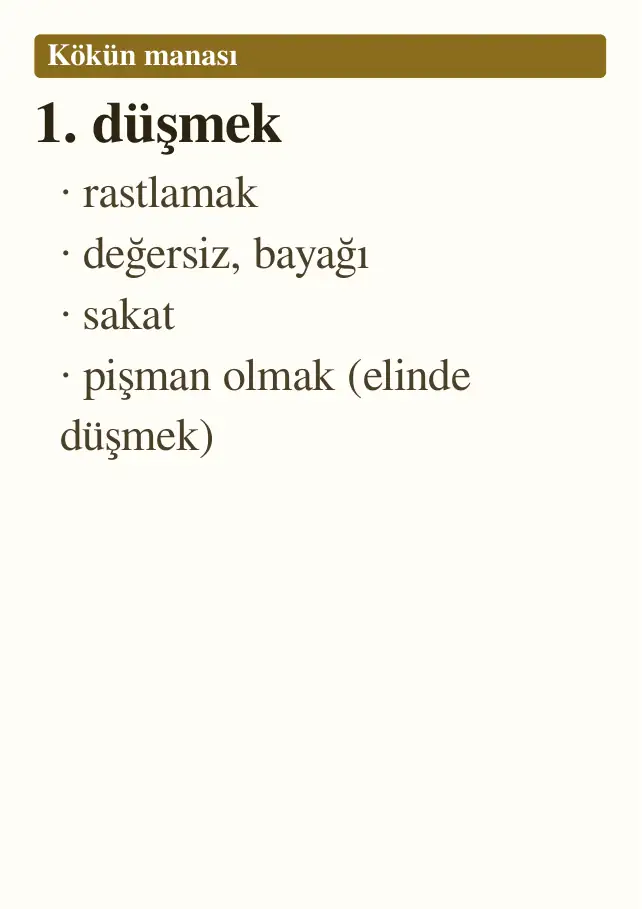 Kökün manası
1. düşmek
· rastlamak
· değersiz, bayağı
· sakat
· pişman olmak (elinde
düşmek)